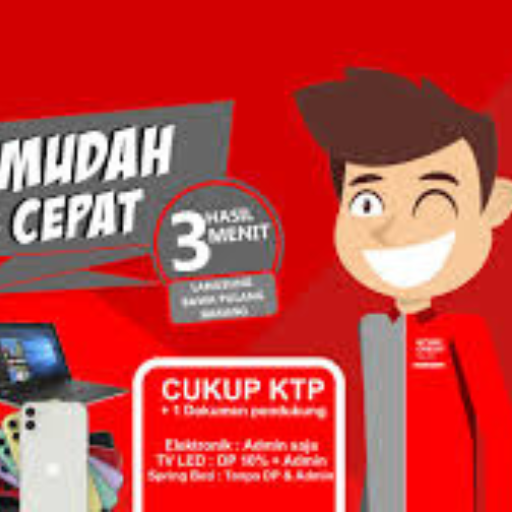 MUDAH
CEPAT
3 HASIL
MENIT
LANGSUNG
BAWA PULANG
BARANG
CUKUP KTP
+ 1 Dokumen pendukung
Elektronik : Admin saja
TV LED : DP 10% + Admin
Spring Bed : Tanpa DP & Admin